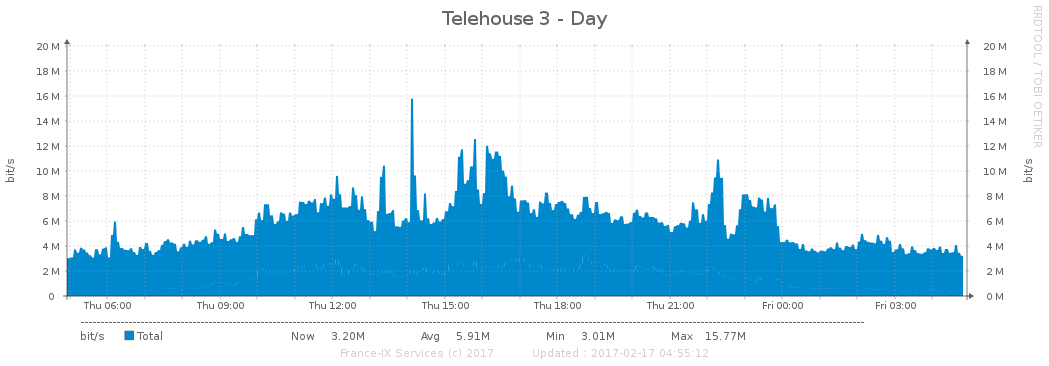 Telehouse 3 - Day
RRDTOOL / TOBI OETIKER
bit/s
20 M 20 M
18 M 18 M
16 M 16 M
14 M 14 M
12 M 12 M
10 M 10 M
8 M 8 M
6 M 6 M
4 M 4 M
2 M 2 M
0 0 M
bit/s
Thu 06:00 Thu 09:00 Thu 12:00 Thu 15:00 Thu 18:00 Thu 21:00 Fri 00:00 Fri 03:00
bit/s Total Now 3.20M Avg 5.91M Min 3.01M Max 15.77M
France-IX Services (c) 2017 Updated : 2017-02-17 04:55:12